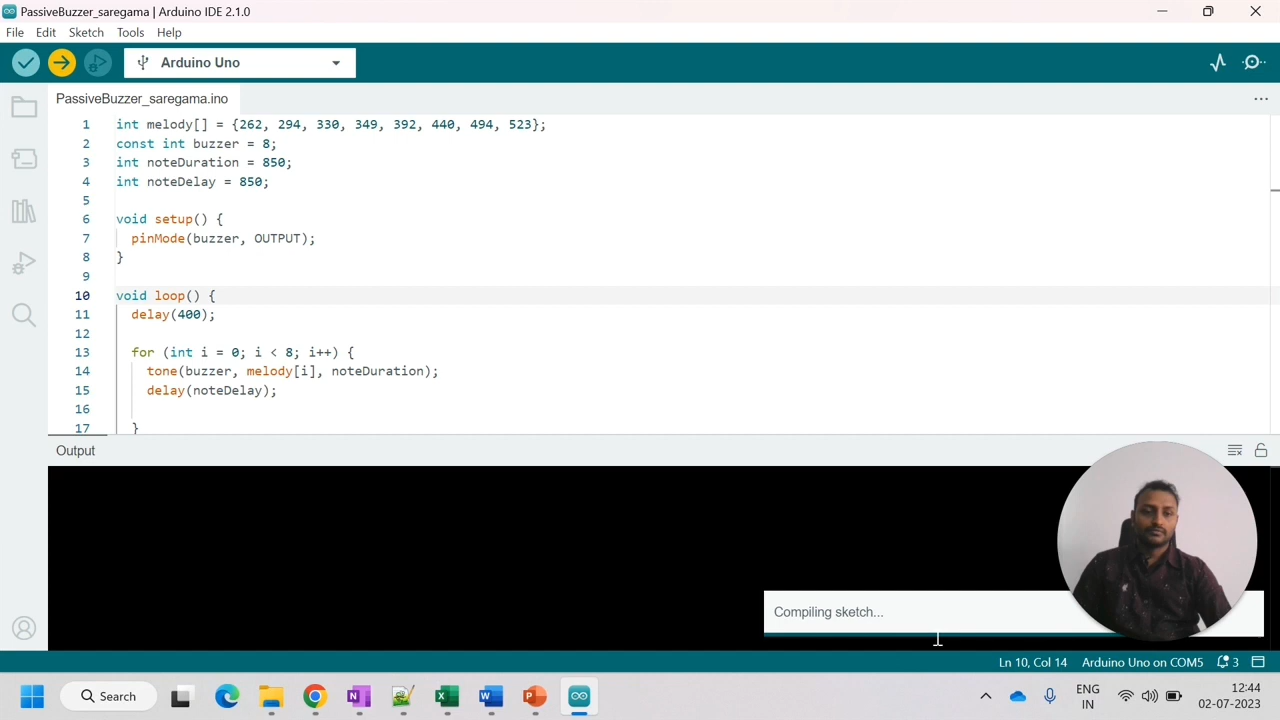 PassiveBuzzer_saregama | Arduino IDE 2.1.0
File Edit Sketch Tools Help
Arduino Uno
PassiveBuzzer_saregama.ino
1 int melody[] = {262, 294, 330, 349, 392, 440, 494, 523};
2 const int buzzer = 8;
3 int noteDuration = 850;
4 int noteDelay = 850;
5
6 void setup() {
7 pinMode(buzzer, OUTPUT);
8 }
9
10 void loop() {
11 delay(400);
12
13 for (int i = 0; i < 8; i++) {
14 tone(buzzer, melody[i], noteDuration);
15 delay(noteDelay);
16
17 }
Output
Compiling sketch...
Ln 10, Col 14 Arduino Uno on COM5 3
Search
ENG
IN
12:44
02-07-2023